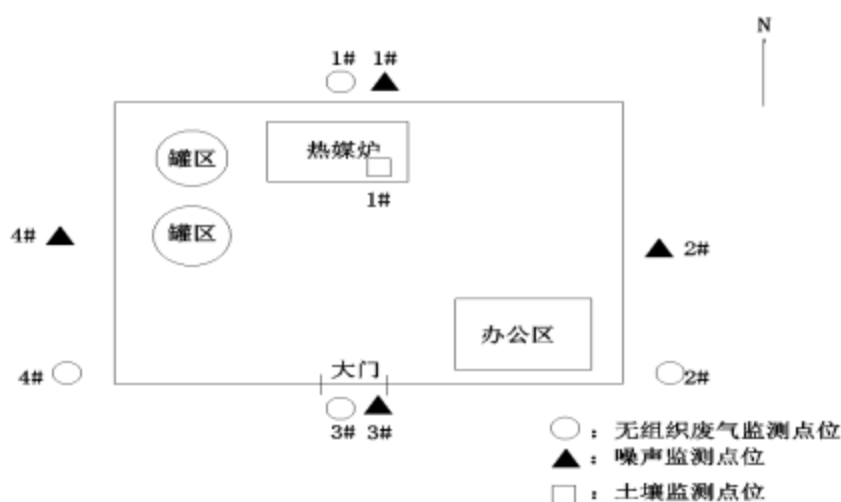 N
1# 1#
罐区
热媒炉
1#
4#
罐区
2#
办公区
大门
4#
2#
3# 3#
：无组织废气监测点位
：噪声监测点位
：土壤监测点位